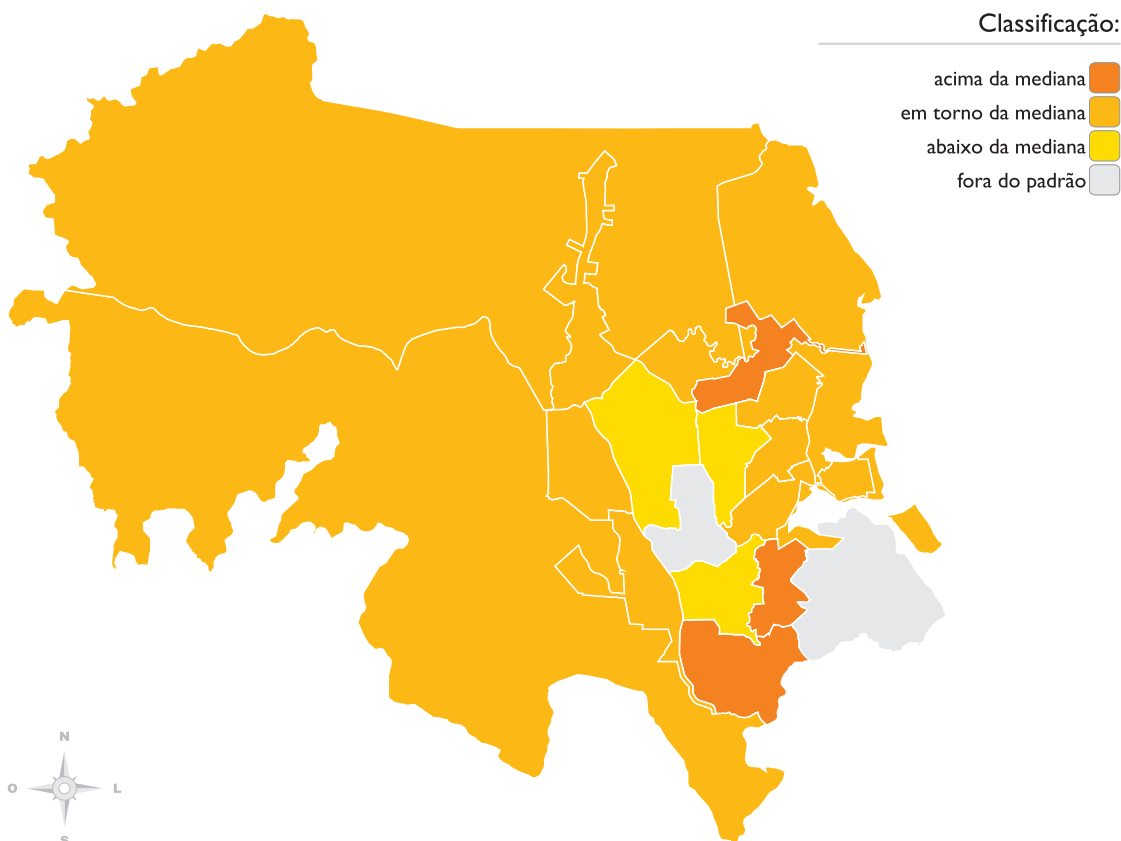 Classificação:
acima da mediana
em torno da mediana
abaixo da mediana
fora do padrão
N
O
L
S